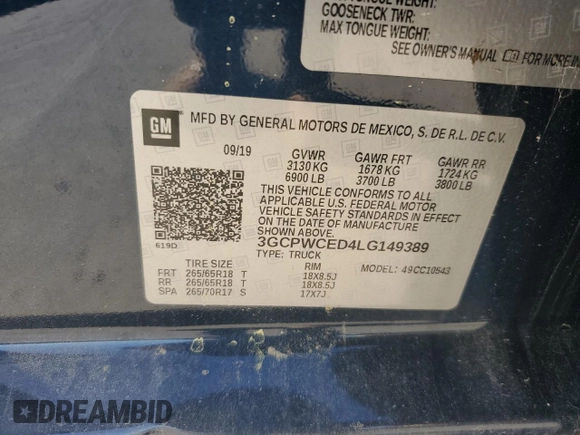 GOOSENECK TWR:
MAX TONGUE WEIGHT:
SEE OWNER'S MANUAL FOR MORE IN
GM
MFD BY GENERAL MOTORS DE MEXICO, S. DE R.L. DE C.V.
09/19 GVWR GAWR FRT GAWR RR
3130 KG 1678 KG 1724 KG
6900 LB 3700 LB 3800 LB
THIS VEHICLE CONFORMS TO ALL
APPLICABLE U.S. FEDERAL MOTOR
VEHICLE SAFETY STANDARDS IN EFFECT
ON THE DATE OF MANUFACTURE
SHOWN ABOVE.
619D
3GCPWCED4LG149389
TYPE: TRUCK MODEL: 49CC10543
TIRE SIZE RIM
FRT 265/65R18 T 18X8.5J
RR 265/65R18 T 18X8.5J
SPA 265/70R17 S 17X7J
DREAMBID